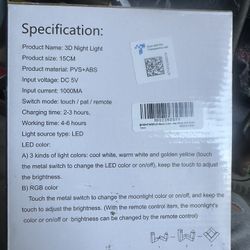 Specification:
Product Name: 3D Night Light
Product size: 15CM
Product material: PVS+ABS
Input voltage: DC 5V
Input current: 1000MA
Switch mode: touch / pat / remote
Charging time: 2-3 hours,
Working time: 4-6 hours
Light source type: LED
LED color:
A) 3 kinds of light colors: cool white, warm white and golden yellow (touch
the metal switch to change the LED color or on/off), and keep touch to adjust
the brightness.
B) RGB color
Touch the metal switch to change the moonlight's color or on/off, and keep the
touch to adjust the brightness. (With the remote control item, the moonlight's
color or on/off or brightness can be changed by the remote control)